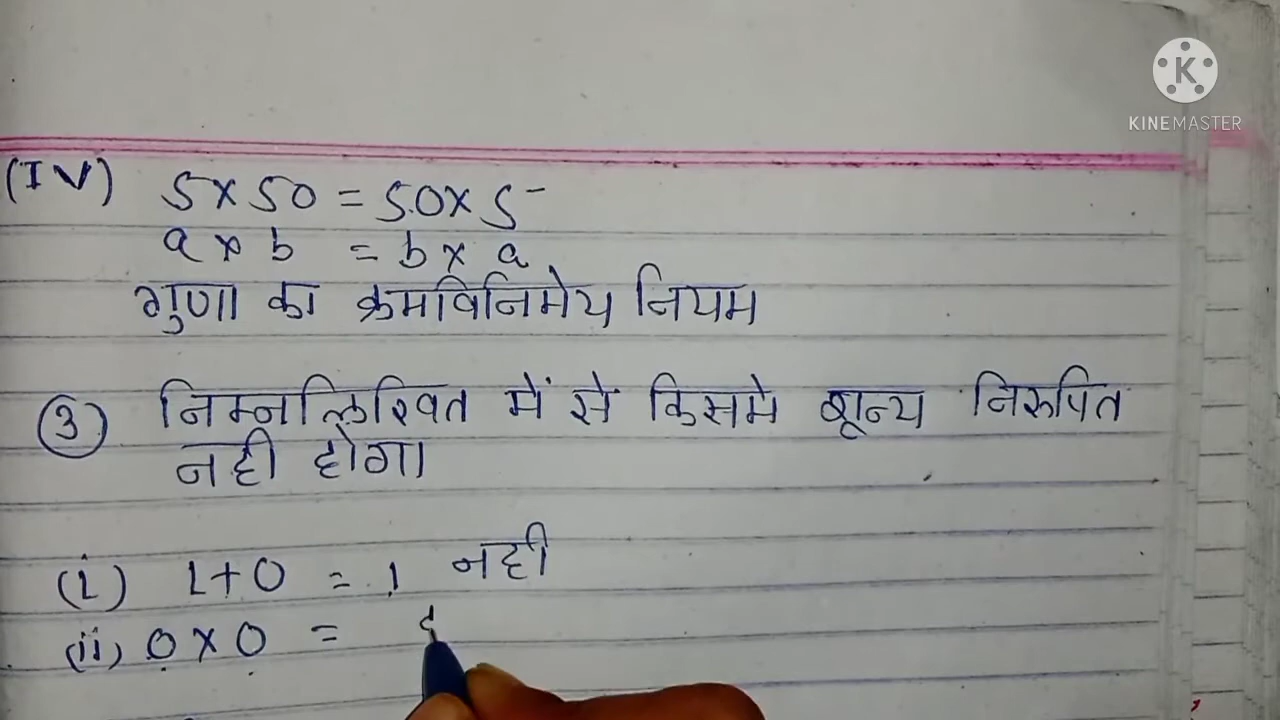 KINEMASTER
(IV) 5 x 50 = 50 x 5
a x b = b x a
गुणा का क्रमविनिमेय नियम
③ निम्नलिखित में से किसमे शून्य निरुपित
नही होगा
(i) 1 + 0 = 1 नही
(ii) 0 x 0 =